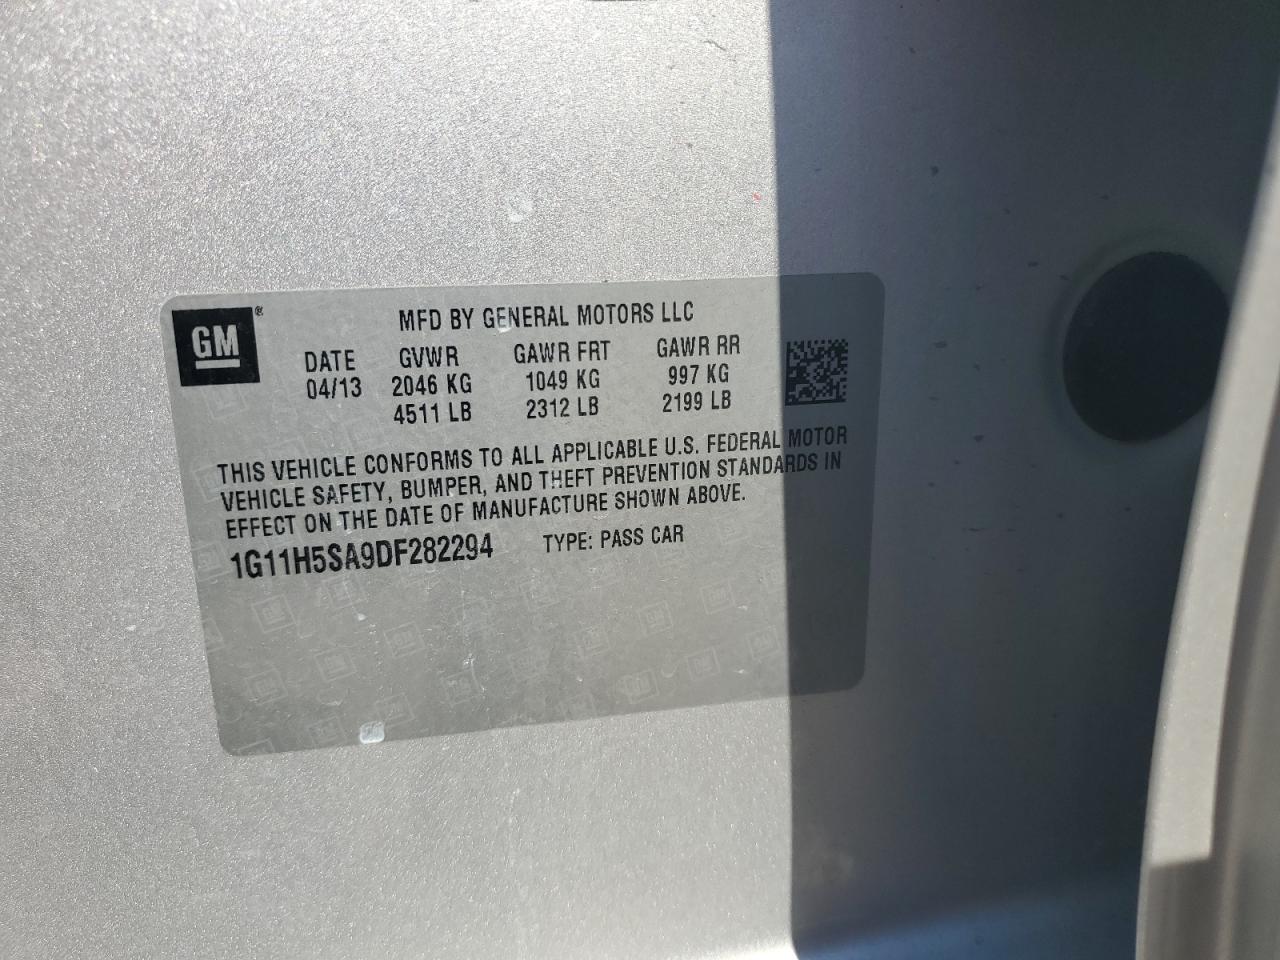 GM ®
MFD BY GENERAL MOTORS LLC
DATE GVWR GAWR FRT GAWR RR
04/13 2046 KG 1049 KG 997 KG
4511 LB 2312 LB 2199 LB
THIS VEHICLE CONFORMS TO ALL APPLICABLE U.S. FEDERAL MOTOR
VEHICLE SAFETY, BUMPER, AND THEFT PREVENTION STANDARDS IN
EFFECT ON THE DATE OF MANUFACTURE SHOWN ABOVE.
1G11H5SA9DF282294 TYPE: PASS CAR